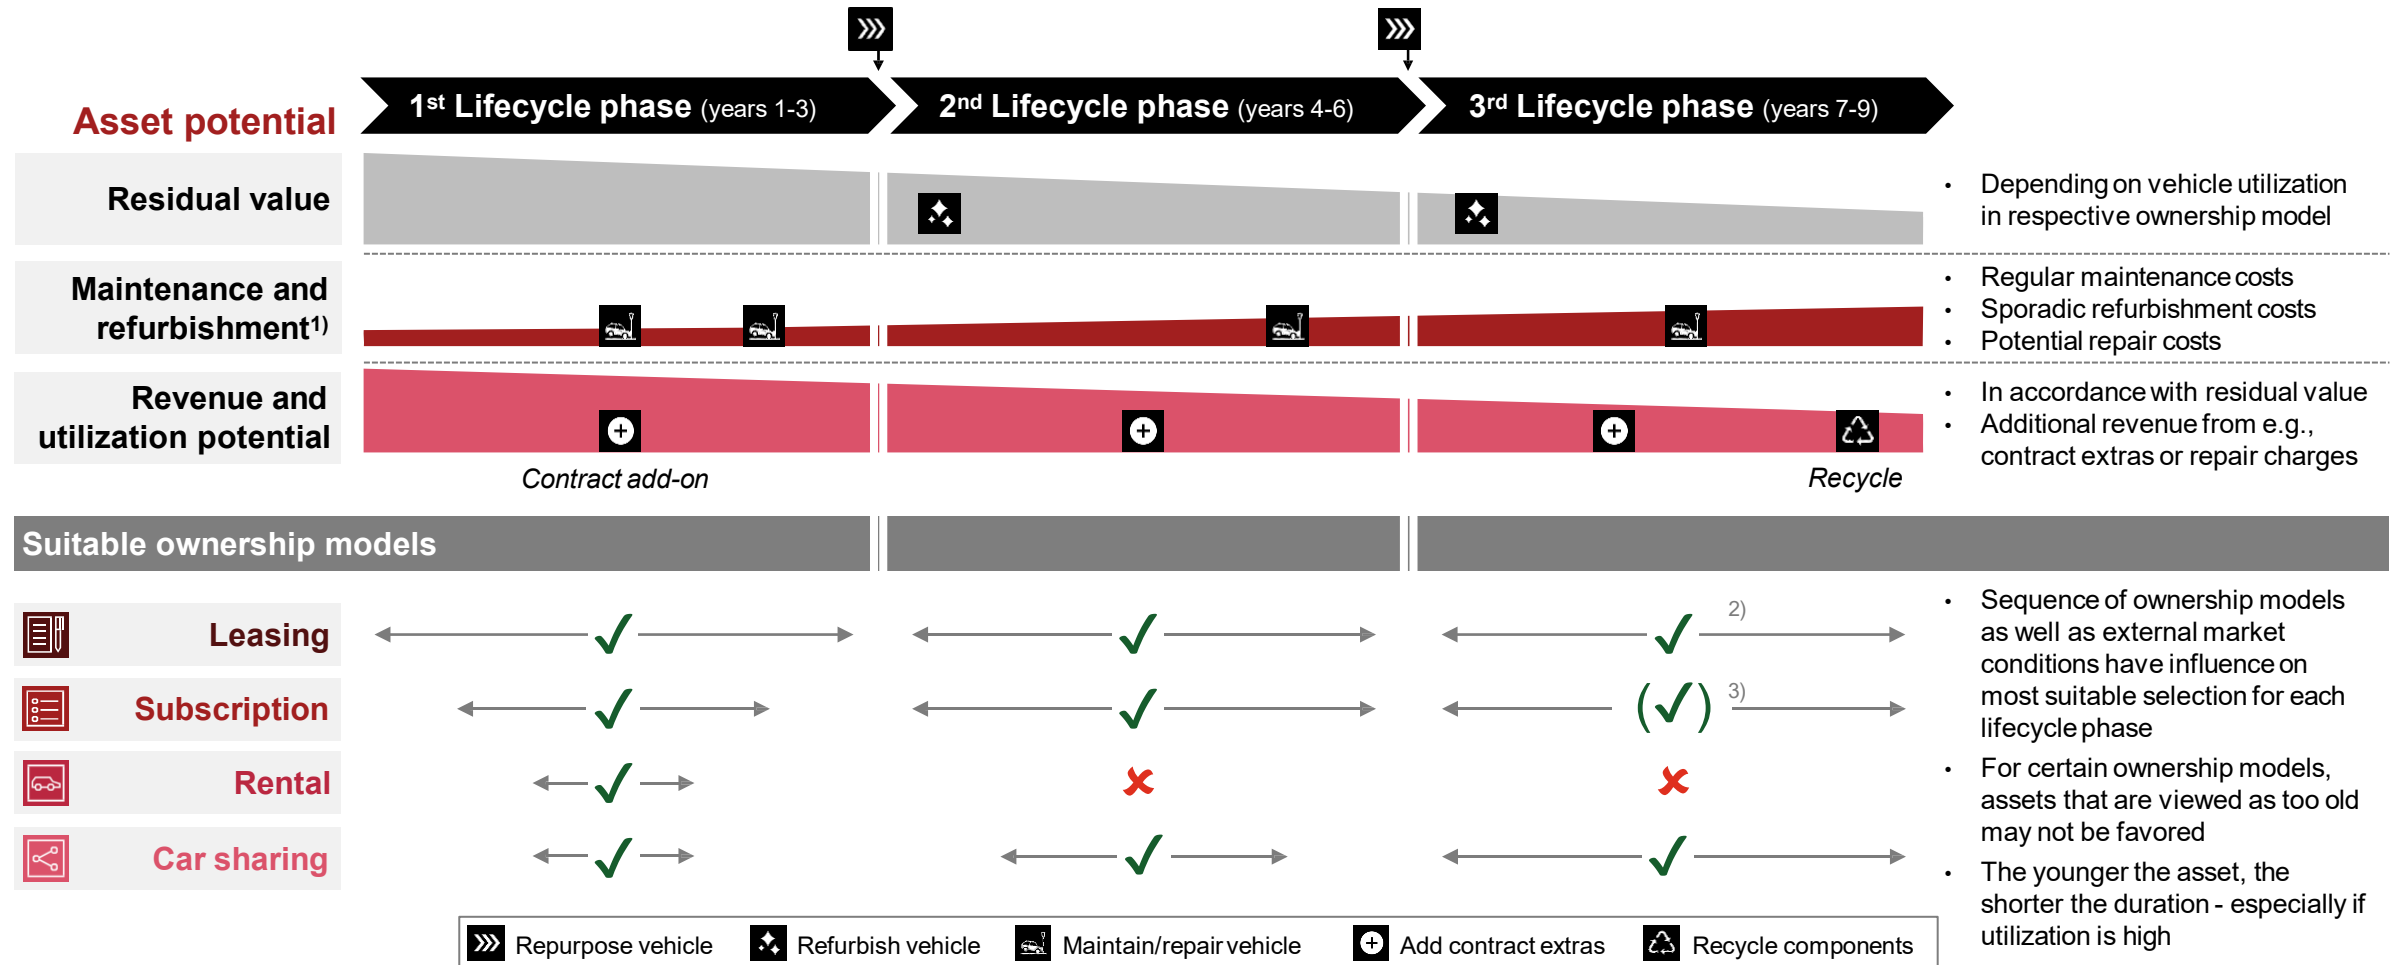 Asset potential
1st Lifecycle phase (years 1-3)
2nd Lifecycle phase (years 4-6)
3rd Lifecycle phase (years 7-9)
Residual value
• Depending on vehicle utilization
in respective ownership model
Maintenance and
refurbishment1)
• Regular maintenance costs
• Sporadic refurbishment costs
• Potential repair costs
Revenue and
utilization potential
• In accordance with residual value
• Additional revenue from e.g.,
contract extras or repair charges
Contract add-on
Recycle
Suitable ownership models
Leasing
2)
Subscription
( ) 3)
Rental
Car sharing
• Sequence of ownership models
as well as external market
conditions have influence on
most suitable selection for each
lifecycle phase
• For certain ownership models,
assets that are viewed as too old
may not be favored
• The younger the asset, the
shorter the duration - especially if
utilization is high
Repurpose vehicle
Refurbish vehicle
Maintain/repair vehicle
Add contract extras
Recycle components